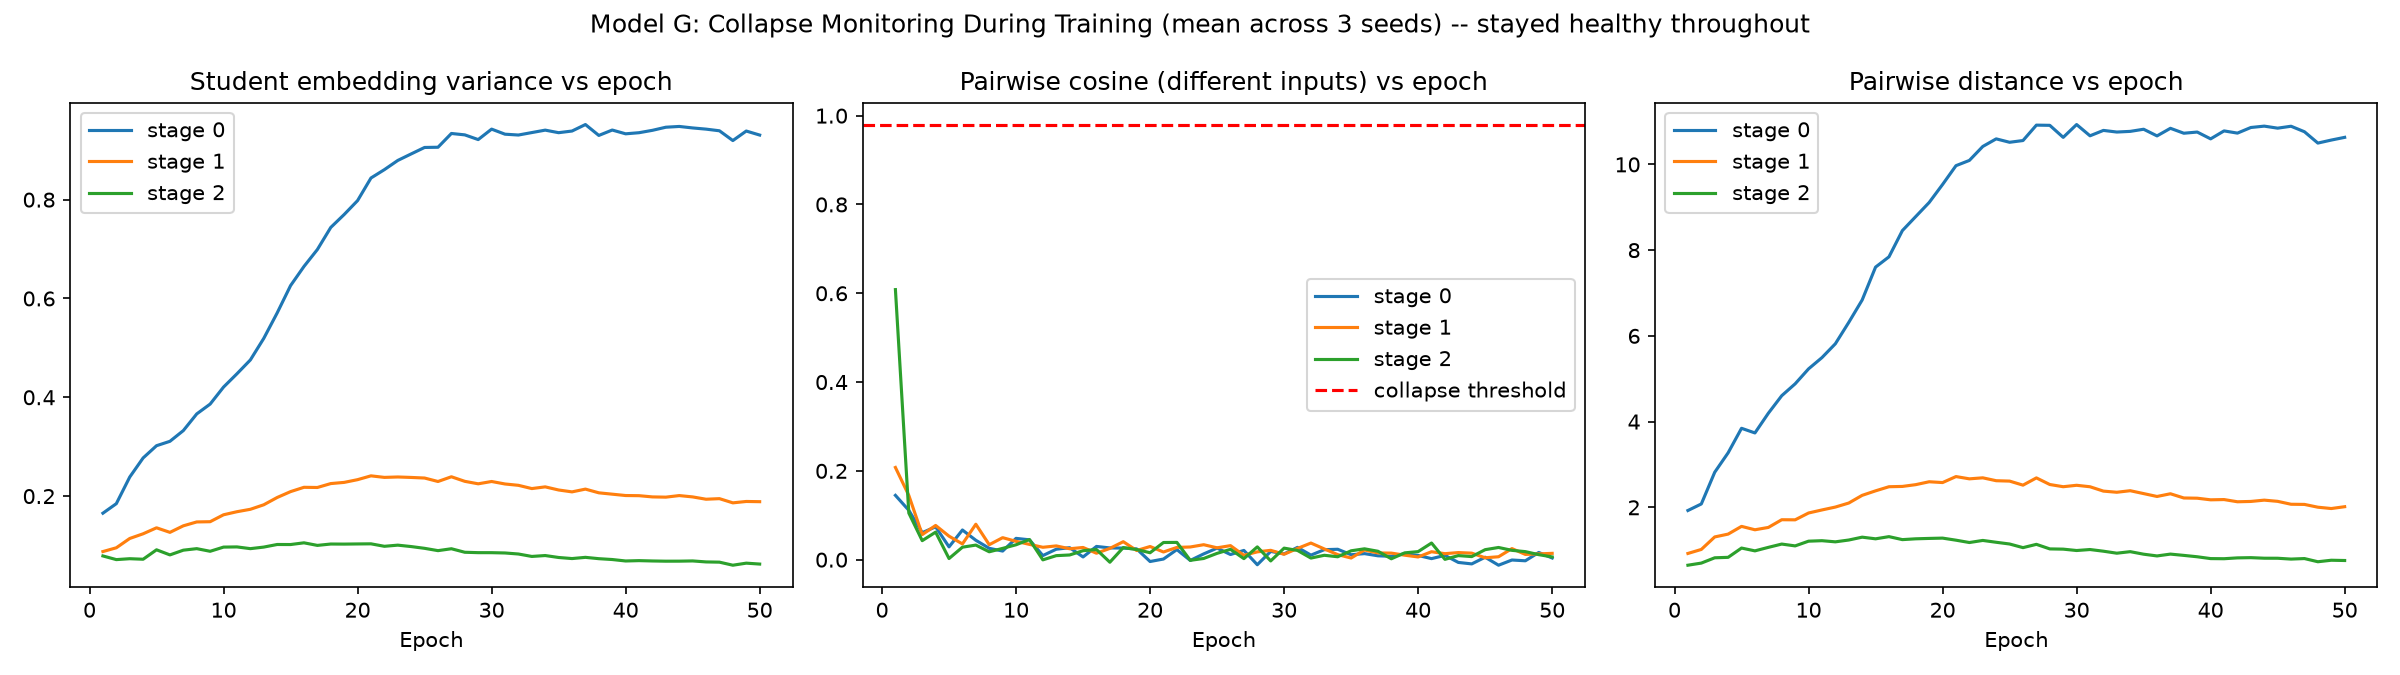 Model G: Collapse Monitoring During Training (mean across 3 seeds) -- stayed healthy throughout
Student embedding variance vs epoch
stage 0
stage 1
stage 2
0.8
0.6
0.4
0.2
0 10 20 30 40 50
Epoch
Pairwise cosine (different inputs) vs epoch
1.0
0.8
0.6
0.4
0.2
0.0
stage 0
stage 1
stage 2
collapse threshold
0 10 20 30 40 50
Epoch
Pairwise distance vs epoch
stage 0
stage 1
stage 2
10
8
6
4
2
0 10 20 30 40 50
Epoch